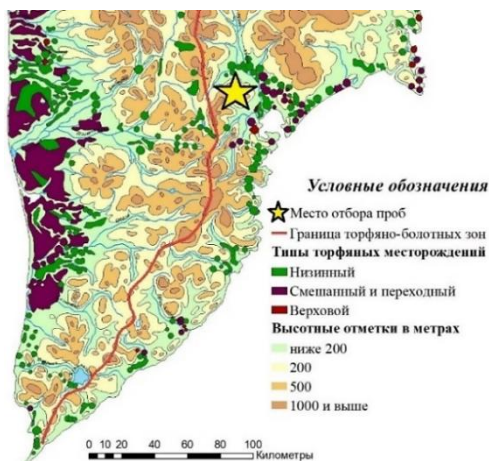 Условные обозначения
Место отбора проб
Граница торфяно-болотных зон
Типы торфяных месторождений
Низинный
Смешанный и переходный
Верховой
Высотные отметки в метрах
ниже 200
200
500
1000 и выше
0 10 20 40 60 80 100
Километры